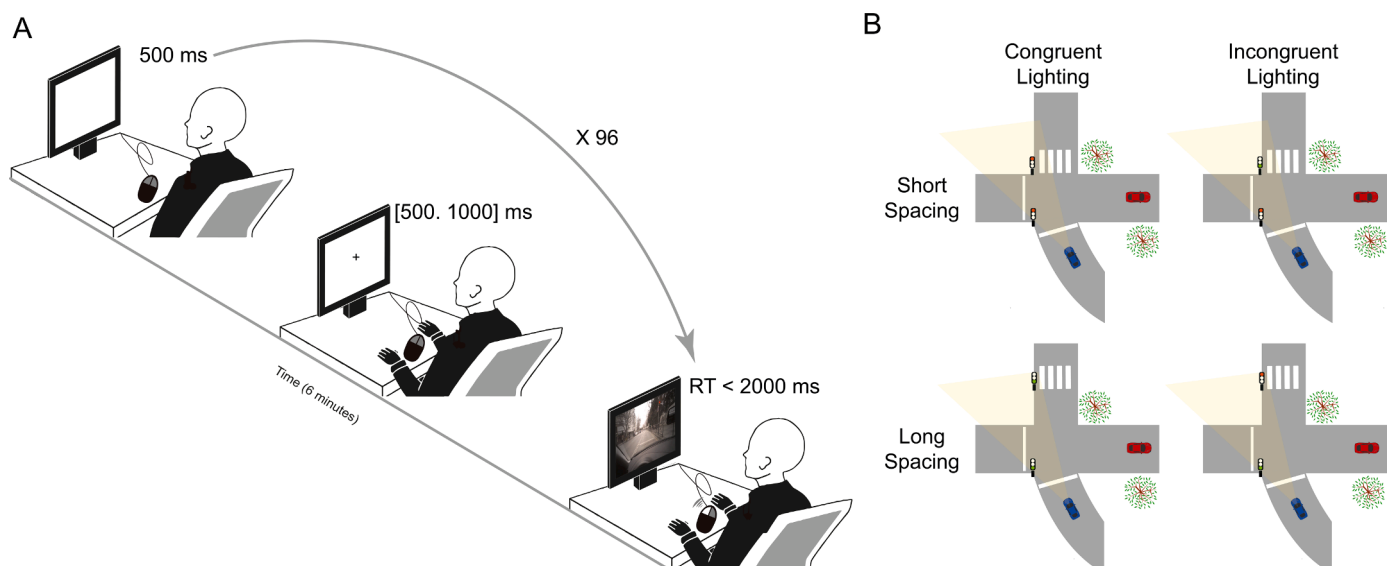 A
500 ms
X 96
[500. 1000] ms
RT < 2000 ms
Time (6 minutes)
B
Congruent
Lighting
Incongruent
Lighting
Short
Spacing
Long
Spacing